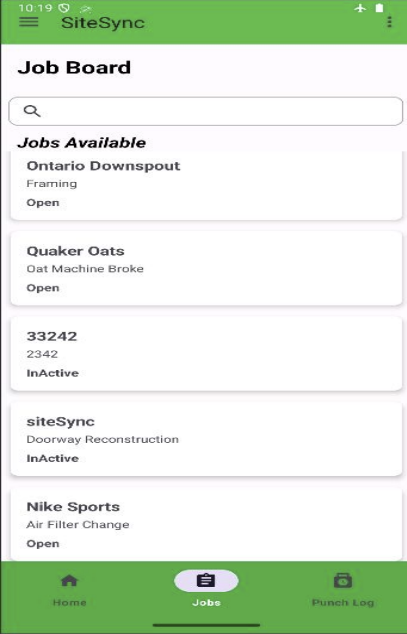 10:19
SiteSync
Job Board
Jobs Available
Ontario Downspout
Framing
Open
Quaker Oats
Oat Machine Broke
Open
33242
2342
InActive
siteSync
Doorway Reconstruction
InActive
Nike Sports
Air Filter Change
Open
Home Jobs Punch Log